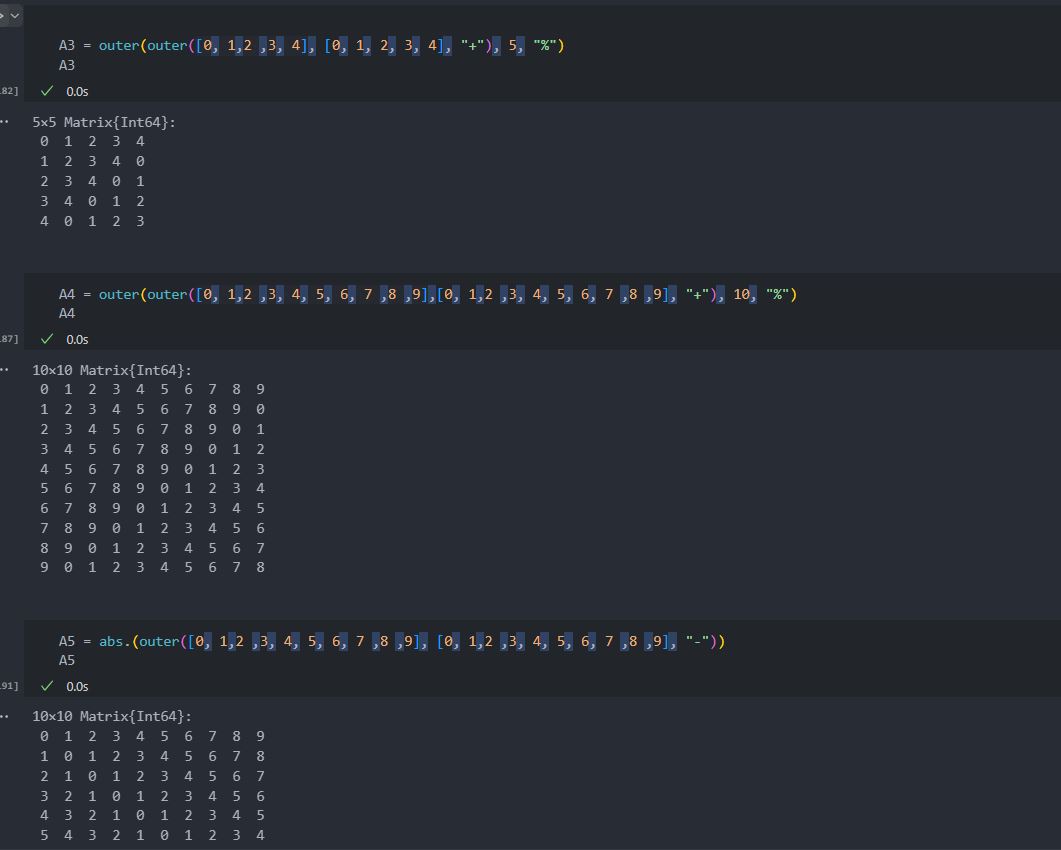 A3 = outer(outer([0, 1,2 ,3, 4], [0, 1, 2, 3, 4], "+"), 5, "%")
A3
82]
0.0s
5×5 Matrix{Int64}:
0 1 2 3 4
1 2 3 4 0
2 3 4 0 1
3 4 0 1 2
4 0 1 2 3
A4 = outer(outer([0, 1,2 ,3, 4, 5, 6, 7 ,8 ,9],[0, 1,2 ,3, 4, 5, 6, 7 ,8 ,9], "+"), 10, "%")
A4
87]
0.0s
10×10 Matrix{Int64}:
0 1 2 3 4 5 6 7 8 9
1 2 3 4 5 6 7 8 9 0
2 3 4 5 6 7 8 9 0 1
3 4 5 6 7 8 9 0 1 2
4 5 6 7 8 9 0 1 2 3
5 6 7 8 9 0 1 2 3 4
6 7 8 9 0 1 2 3 4 5
7 8 9 0 1 2 3 4 5 6
8 9 0 1 2 3 4 5 6 7
9 0 1 2 3 4 5 6 7 8
A5 = abs.(outer([0, 1,2 ,3, 4, 5, 6, 7 ,8 ,9], [0, 1,2 ,3, 4, 5, 6, 7 ,8 ,9], "-"))
A5
91]
0.0s
10×10 Matrix{Int64}:
0 1 2 3 4 5 6 7 8 9
1 0 1 2 3 4 5 6 7 8
2 1 0 1 2 3 4 5 6 7
3 2 1 0 1 2 3 4 5 6
4 3 2 1 0 1 2 3 4 5
5 4 3 2 1 0 1 2 3 4